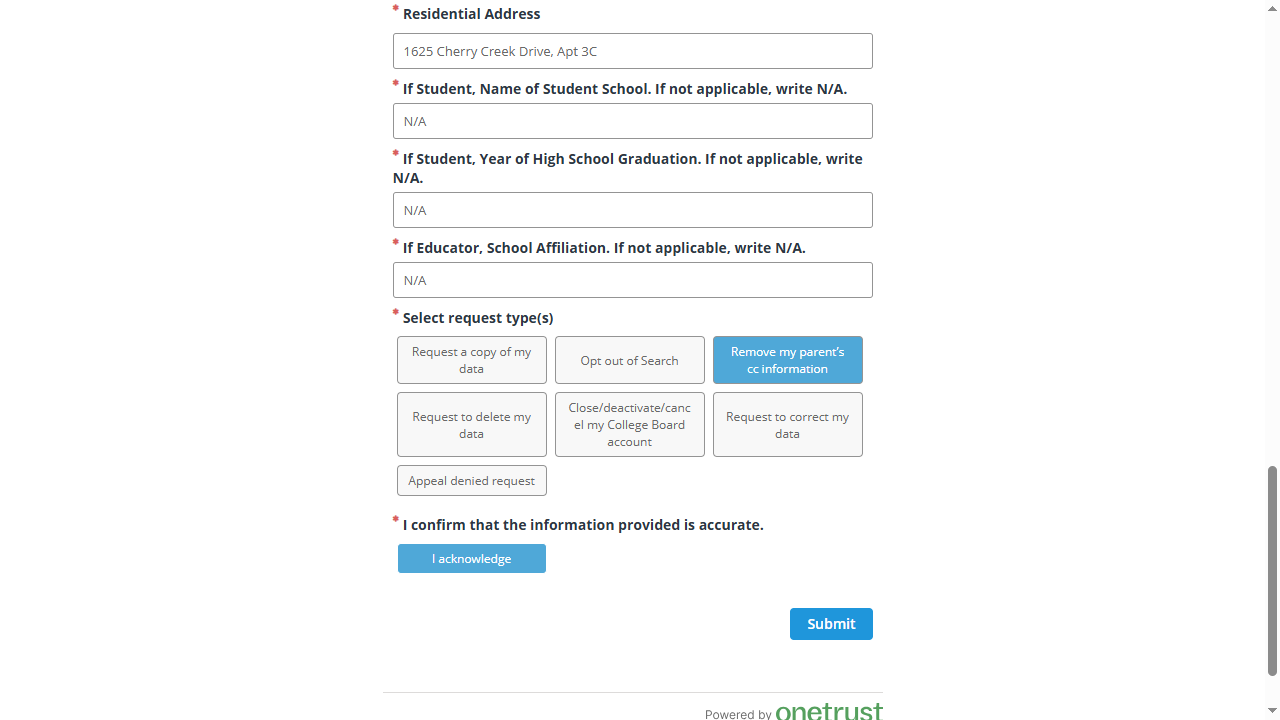 * Residential Address
1625 Cherry Creek Drive, Apt 3C
* If Student, Name of Student School. If not applicable, write N/A.
N/A
* If Student, Year of High School Graduation. If not applicable, write
N/A.
N/A
* If Educator, School Affiliation. If not applicable, write N/A.
N/A
* Select request type(s)
Request a copy of my
data
Opt out of Search
Remove my parent's
cc information
Request to delete my
data
Close/deactivate/canc
el my College Board
account
Request to correct my
data
Appeal denied request
* I confirm that the information provided is accurate.
I acknowledge
Submit
Powered by onetrust